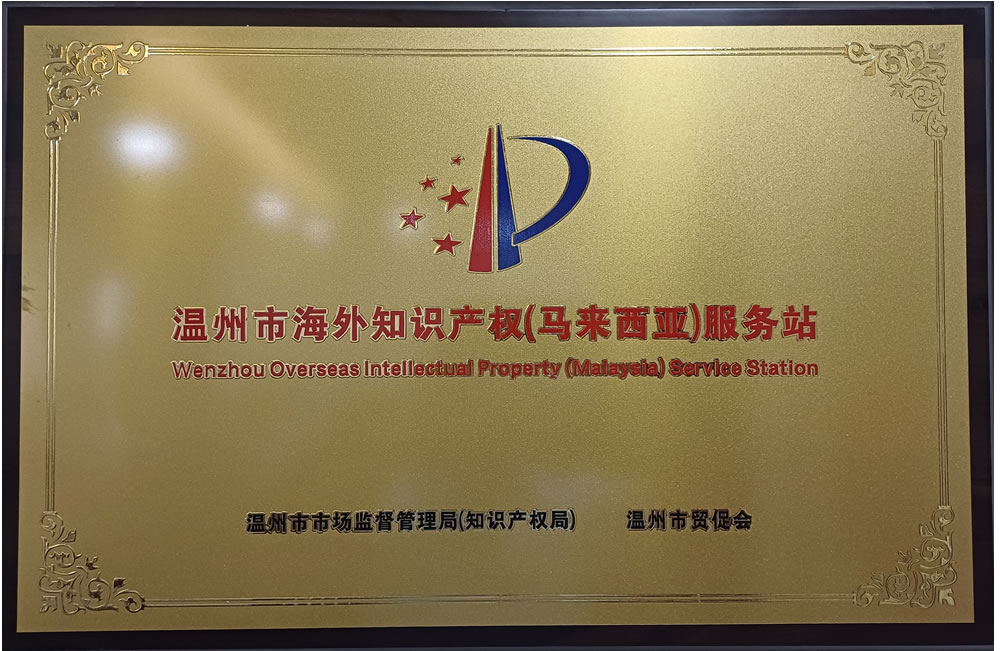 温州市海外知识产权(马来西亚)服务站
Wenzhou Overseas Intellectual Property (Malaysia) Service Station
温州市市场监督管理局(知识产权局) 温州市贸促会